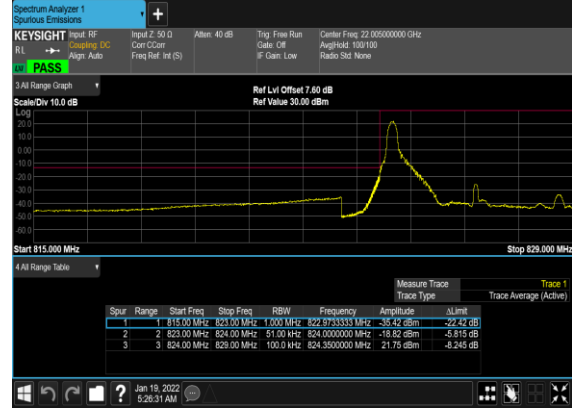 Spectrum Analyzer 1
Spurious Emissions
+
KEYSIGHT Input: RF Input Z: 50 Ω Atten: 40 dB Trig: Free Run Center Freq: 22.005000000 GHz
RL Coupling: DC Corr CCorr Gate: Off Avg|Hold: 100/100
Align: Auto Freq Ref: Int (S) IF Gain: Low Radio Std: None
PASS
3 All Range Graph
Ref Lvl Offset 7.60 dB
Scale/Div 10.0 dB Ref Value 30.00 dBm
Log
20.0
10.0
0.00
-10.0
-20.0
-30.0
-40.0
-50.0
-60.0
Start 815.000 MHz Stop 829.000 MHz
4 All Range Table
Measure Trace Trace 1
Trace Type Trace Average (Active)
Spur Range Start Freq Stop Freq RBW Frequency Amplitude ΔLimit
1 1 815.00 MHz 823.00 MHz 1.000 MHz 822.9733333 MHz -35.42 dBm -22.42 dB
2 2 823.00 MHz 824.00 MHz 51.00 kHz 824.0000000 MHz -18.82 dBm -5.815 dB
3 3 824.00 MHz 829.00 MHz 100.0 kHz 824.3500000 MHz 21.75 dBm -8.245 dB
? Jan 19, 2022
5:26:31 AM